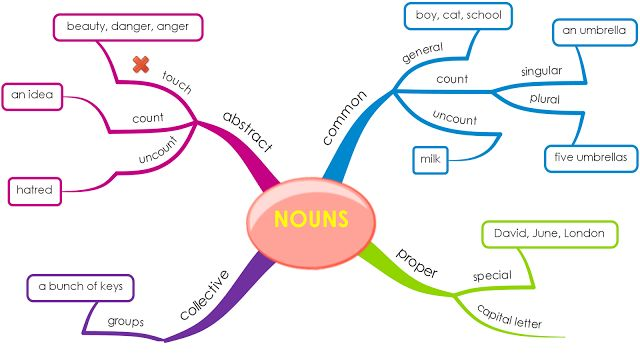 NOUNS
abstract
touch
beauty, danger, anger
count
an idea
uncount
hatred
common
general
boy, cat, school
count
singular
an umbrella
plural
five umbrellas
uncount
milk
proper
special
David, June, London
capital letter
collective
groups
a bunch of keys